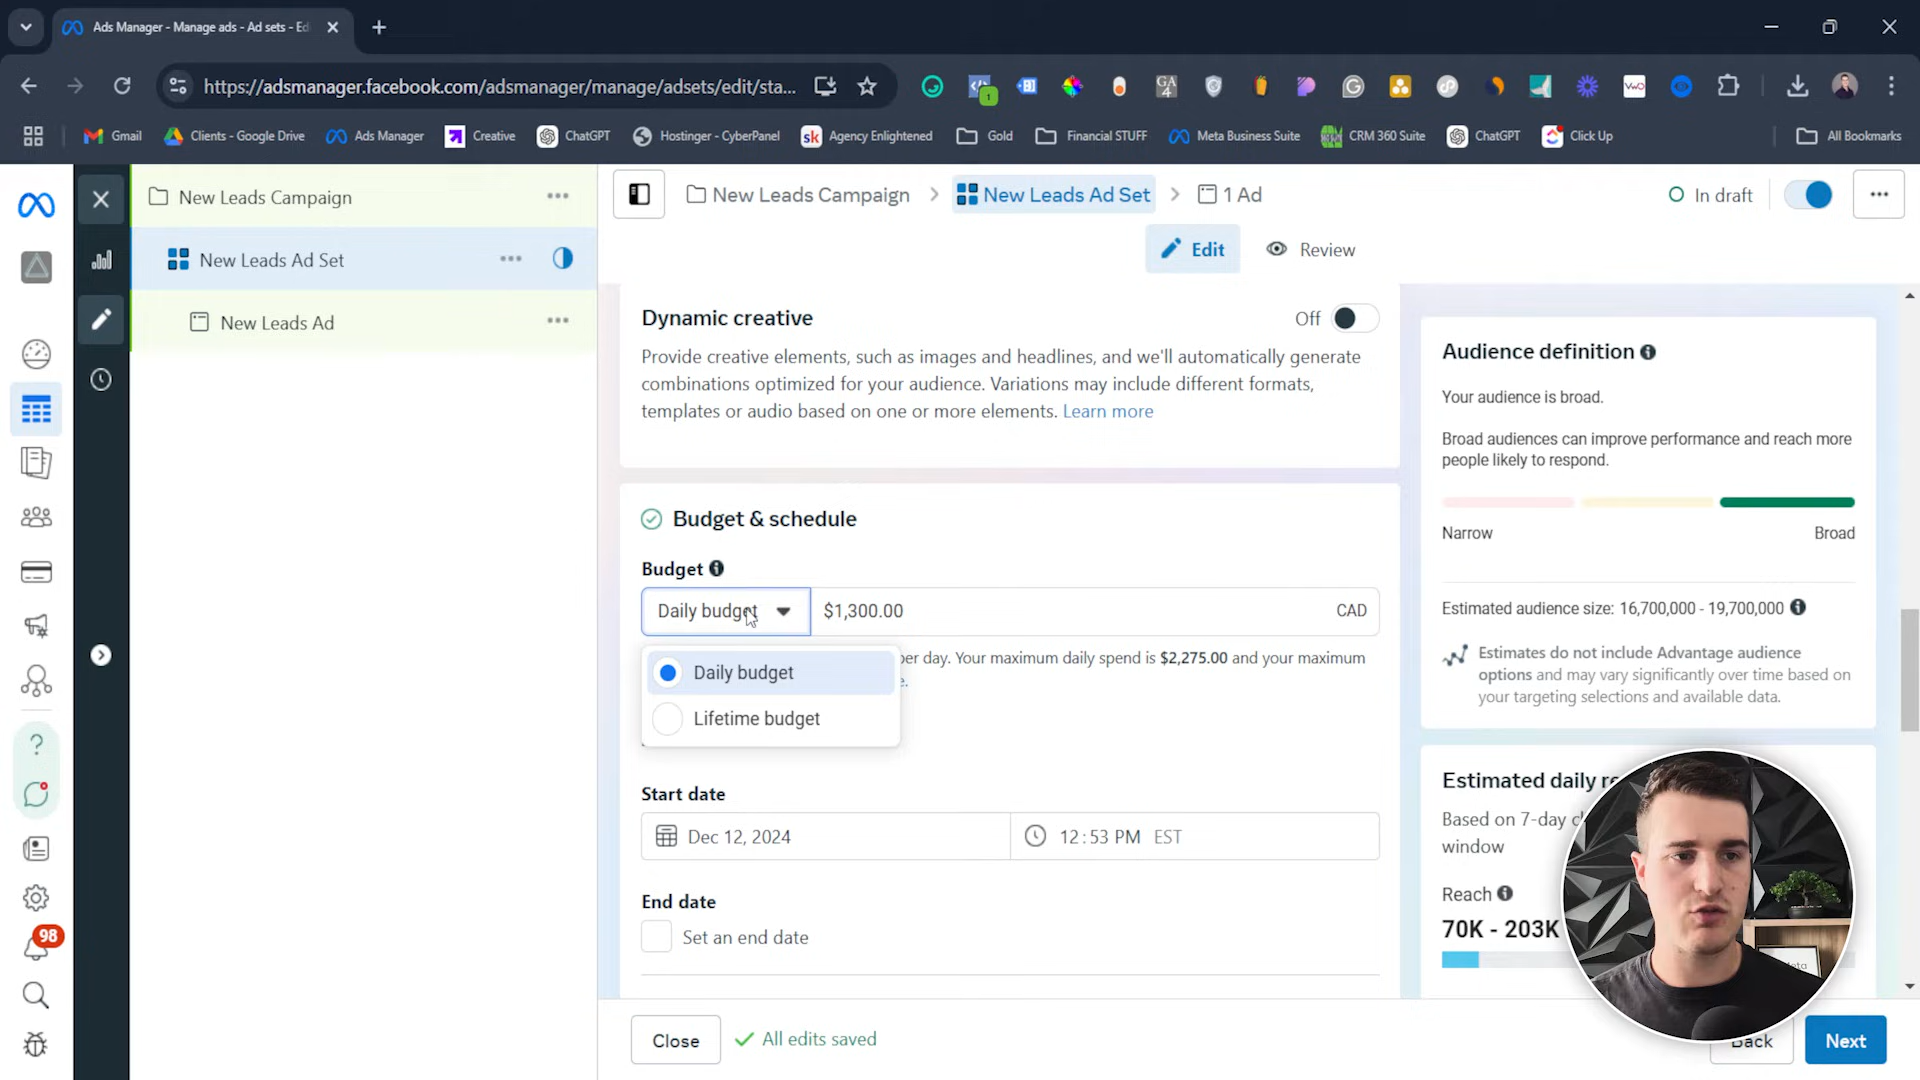 Ads Manager - Manage ads - Ad sets - Ed
https://adsmanager.facebook.com/adsmanager/manage/adsets/edit/sta...
1
GA
4
VWO
Gmail
Clients - Google Drive
Ads Manager
Creative
ChatGPT
Hostinger - CyberPanel
sk
Agency Enlightened
Gold
Financial STUFF
Meta Business Suite
CRM 360 Suite
ChatGPT
Click Up
All Bookmarks
New Leads Campaign
New Leads Ad Set
New Leads Ad
98
New Leads Campaign
New Leads Ad Set
1 Ad
In draft
Edit
Review
Dynamic creative
Off
Provide creative elements, such as images and headlines, and we'll automatically generate
combinations optimized for your audience. Variations may include different formats,
templates or audio based on one or more elements. Learn more
Budget & schedule
Budget
Daily budget
$1,300.00
CAD
per day. Your maximum daily spend is $2,275.00 and your maximum
e.
Daily budget
Lifetime budget
Start date
Dec 12, 2024
12:53 PM EST
End date
Set an end date
Close
All edits saved
Back
Next
Audience definition
Your audience is broad.
Broad audiences can improve performance and reach more
people likely to respond.
Narrow
Broad
Estimated audience size: 16,700,000 - 19,700,000
Estimates do not include Advantage audience
options and may vary significantly over time based on
your targeting selections and available data.
Estimated daily re
Based on 7-day c
window
Reach
70K - 203K